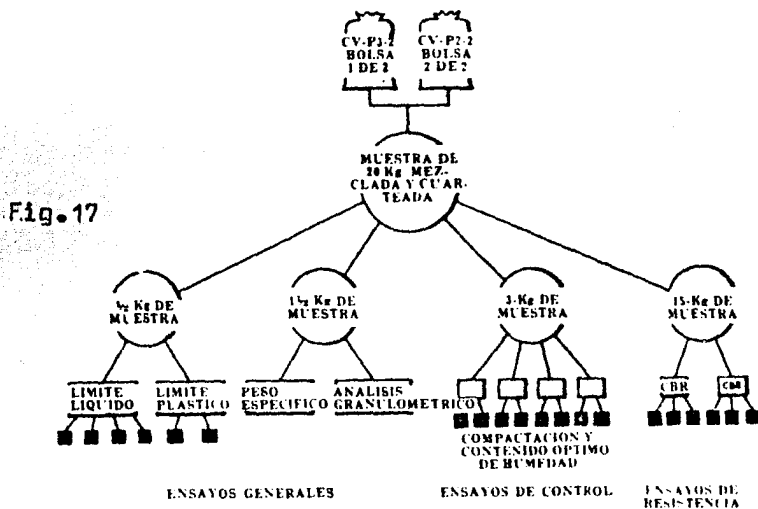 CV-P3-2
BOLSA
1 DE 2
CV-P2-2
BOLSA
2 DE 2
MUESTRA DE
20 Kg MEZ-
CLADA Y CUAR-
TEADA
Fig.17
½ Kg DE
MUESTRA
1½ Kg DE
MUESTRA
3-Kg DE
MUESTRA
15-Kg DE
MUESTRA
LIMITE
LIQUIDO
LIMITE
PLASTICO
PESO
ESPECIFICO
ANALISIS
GRANULOMETRICO
CBR
CBR
COMPACTACION Y
CONTENIDO OPTIMO
DE HUMEDAD
ENSAYOS GENERALES
ENSAYOS DE CONTROL
ENSAYOS DE
RESISTENCIA